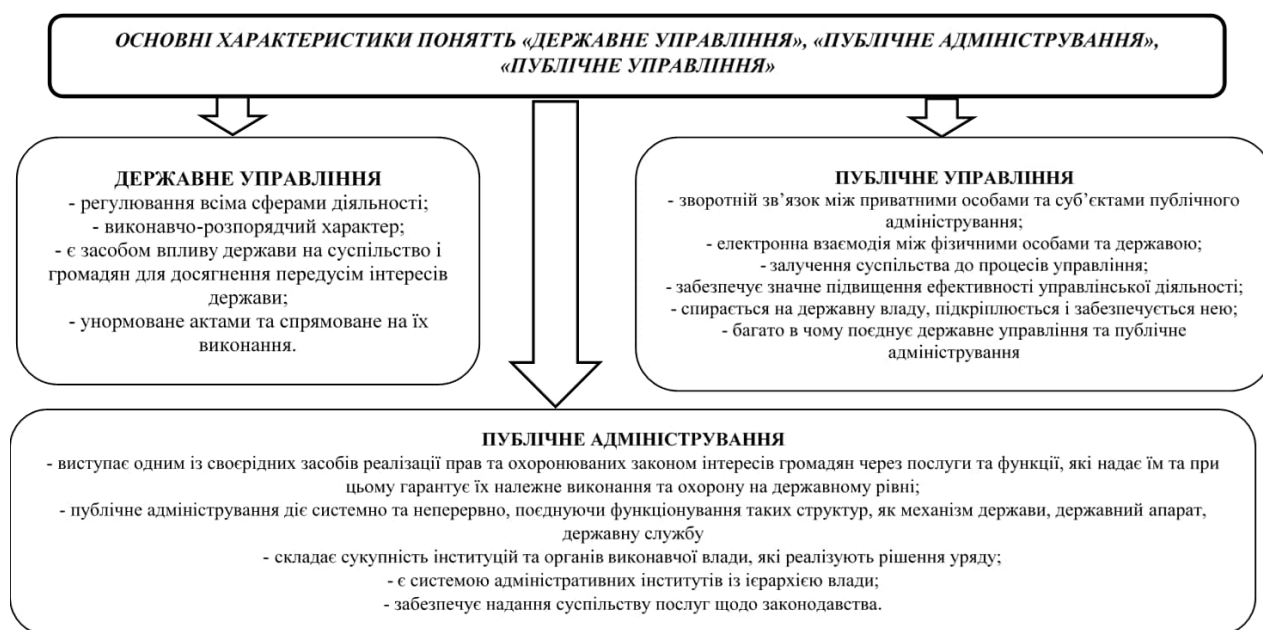 ОСНОВНІ ХАРАКТЕРИСТИКИ ПОНЯТТЬ «ДЕРЖАВНЕ УПРАВЛІННЯ», «ПУБЛІЧНЕ АДМІНІСТРУВАННЯ»,
«ПУБЛІЧНЕ УПРАВЛІННЯ»
ДЕРЖАВНЕ УПРАВЛІННЯ
- регулювання всіма сферами діяльності;
- виконавчо-розпорядчий характер;
- є засобом впливу держави на суспільство і
громадян для досягнення передусім інтересів
держави;
- унормоване актами та спрямоване на їх
виконання.
ПУБЛІЧНЕ УПРАВЛІННЯ
- зворотній зв’язок між приватними особами та суб’єктами публічного
адміністрування;
- електронна взаємодія між фізичними особами та державою;
- залучення суспільства до процесів управління;
- забезпечує значне підвищення ефективності управлінської діяльності;
- спирається на державну владу, підкріплюється і забезпечується нею;
- багато в чому поєднує державне управління та публічне
адміністрування
ПУБЛІЧНЕ АДМІНІСТРУВАННЯ
- виступає одним із своєрідних засобів реалізації прав та охоронюваних законом інтересів громадян через послуги та функції, які надає їм та при
цьому гарантує їх належне виконання та охорону на державному рівні;
- публічне адміністрування діє системно та неперервно, поєднуючи функціонування таких структур, як механізм держави, державний апарат,
державну службу
- складає сукупність інституцій та органів виконавчої влади, які реалізують рішення уряду;
- є системою адміністративних інститутів із ієрархією влади;
- забезпечує надання суспільству послуг щодо законодавства.